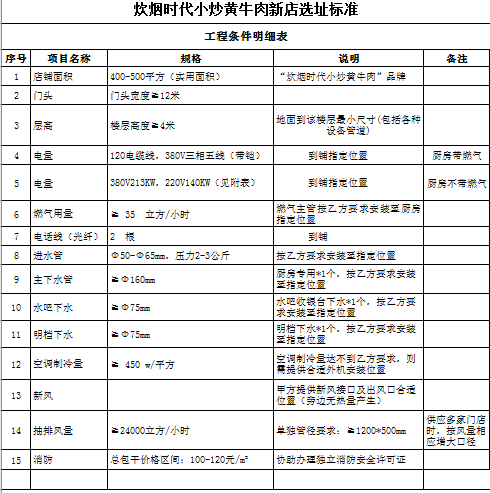 炊烟时代小炒黄牛肉新店选址标准
工程条件明细表
序号 项目名称 规格 说明 备注
1 店铺面积 400-500平方（实用面积） “炊烟时代小炒黄牛肉”品牌
2 门头 门头宽度≧12米
3 层高 楼层高度≧4米 地面到该楼层最小尺寸(包括各种
设备管道)
4 电量 120电缆线，380V三相五线（带铠） 到铺指定位置 厨房带燃气
5 电量 380V213KW，220V140KW（见附表） 到铺指定位置 厨房不带燃气
6 燃气用量 ≧ 35 立方/小时 燃气主管按乙方要求安装至厨房
指定位置
7 电话线（光纤） 2 根 到铺
8 进水管 Φ50-Φ65mm，压力2-3公斤 按乙方要求安装至指定位置
9 主下水管 ≧Φ160mm 厨房专用*1个，按乙方要求安装
至指定位置
10 水吧下水 ≧Φ75mm 水吧收银台下水*1个，按乙方要
求安装至指定位置
11 明档下水 ≧Φ75mm 明档下水*1个，按乙方要求安装
至指定位置
12 空调制冷量 ≧ 450 w/平方 空调制冷量达不到乙方要求，则
需提供合适外机安装位置
13 新风 甲方提供新风接口及出风口合适
位置（旁边无热量产生）
14 抽排风量 ≧24000立方/小时 单独管径要求：≧1200*500mm 供应多家门店
时，按风量相
应增大口径
15 消防 总包干价格区间：100-120元/m² 协助办理独立消防安全许可证